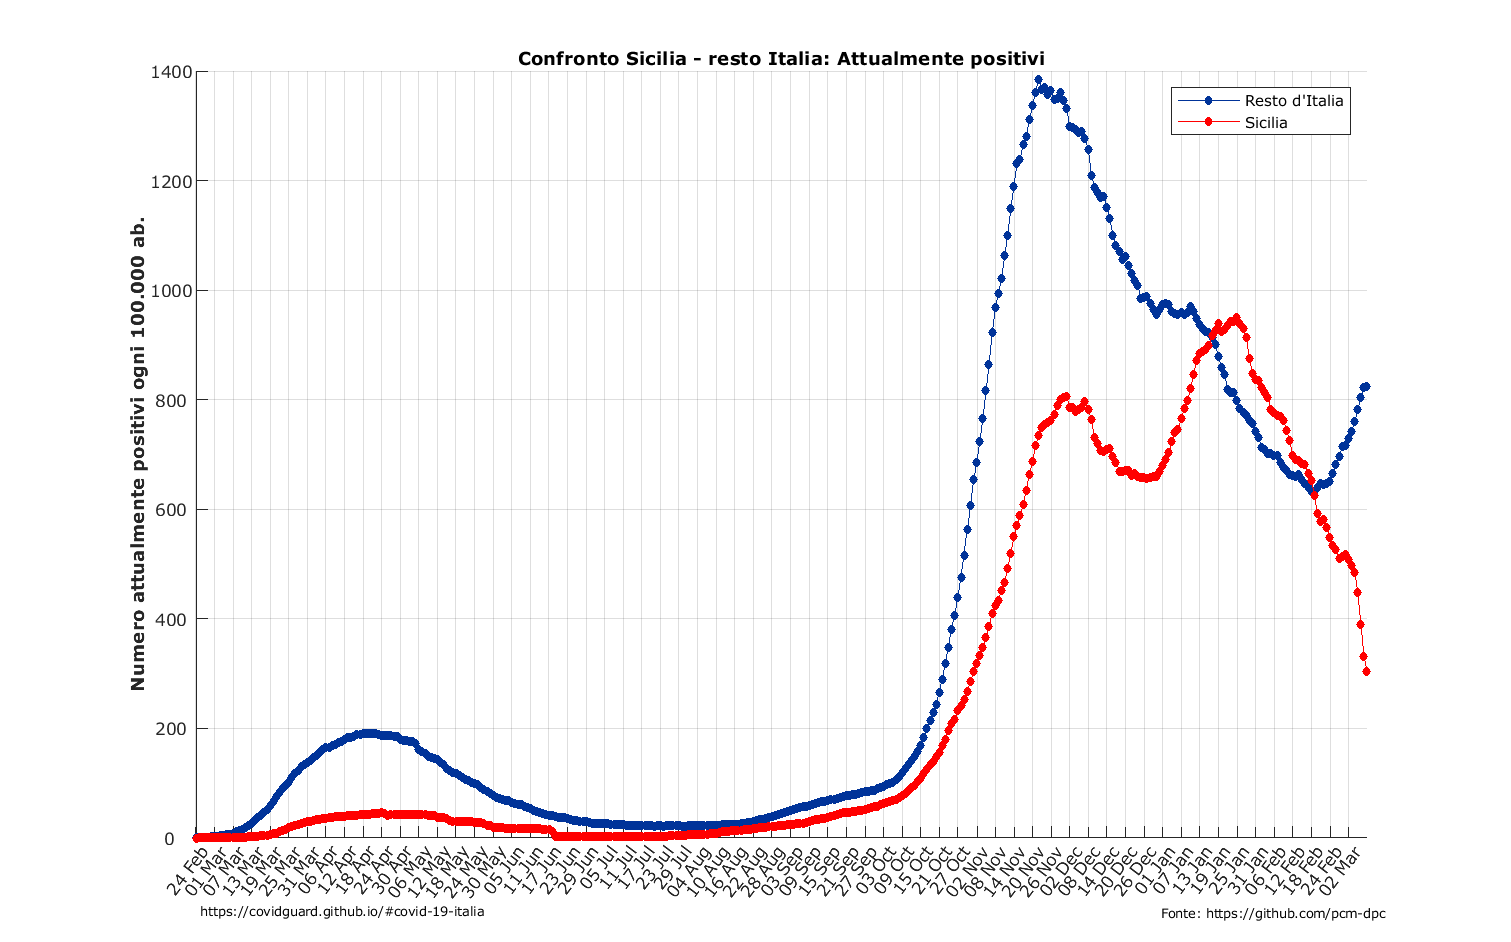 Confronto Sicilia - resto Italia: Attualmente positivi
Resto d'Italia
Sicilia
Numero attualmente positivi ogni 100.000 ab.
1400
1200
1000
800
600
400
200
0
24 Feb
01 Mar
07 Mar
13 Mar
19 Mar
25 Mar
31 Mar
06 Apr
12 Apr
18 Apr
24 Apr
30 Apr
06 May
12 May
18 May
24 May
30 May
05 Jun
11 Jun
17 Jun
23 Jun
29 Jun
05 Jul
11 Jul
17 Jul
23 Jul
29 Jul
04 Aug
10 Aug
16 Aug
22 Aug
28 Aug
03 Sep
09 Sep
15 Sep
21 Sep
27 Sep
03 Oct
09 Oct
15 Oct
21 Oct
27 Oct
02 Nov
08 Nov
14 Nov
20 Nov
26 Nov
02 Dec
08 Dec
14 Dec
20 Dec
26 Dec
01 Jan
07 Jan
13 Jan
19 Jan
25 Jan
31 Jan
06 Feb
12 Feb
18 Feb
24 Feb
02 Mar
https://covidguard.github.io/#covid-19-italia
Fonte: https://github.com/pcm-dpc